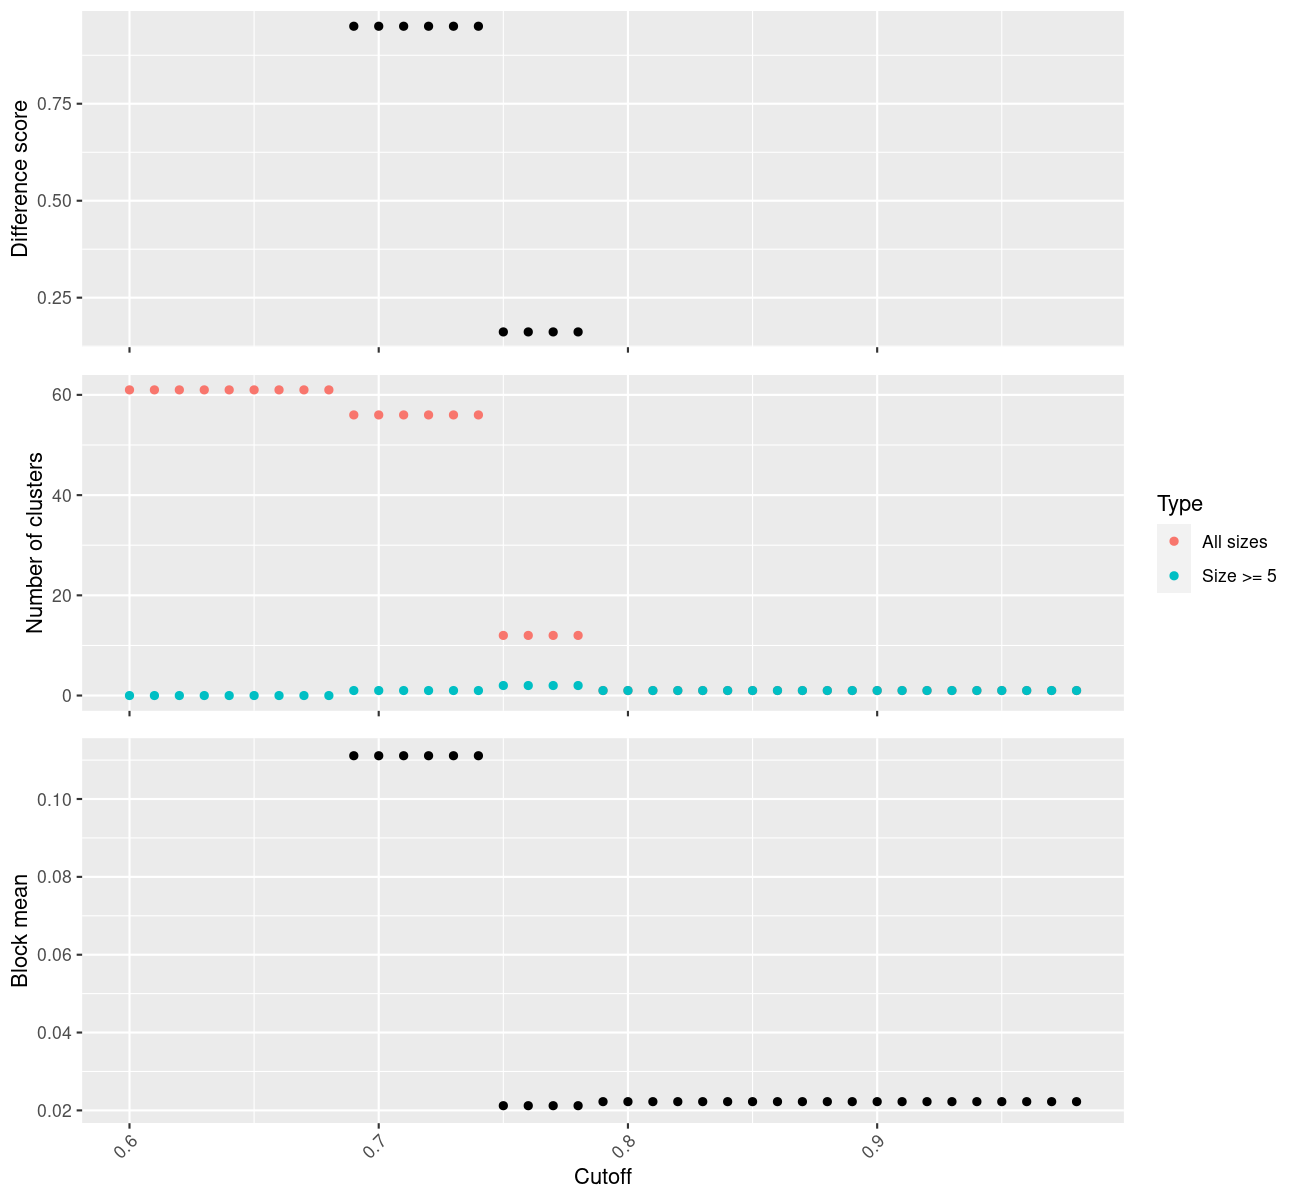 Difference score
0.75
0.50
0.25
Number of clusters
60
40
20
0
Type
All sizes
Size >= 5
Block mean
0.10
0.08
0.06
0.04
0.02
0.6
0.7
0.8
0.9
Cutoff